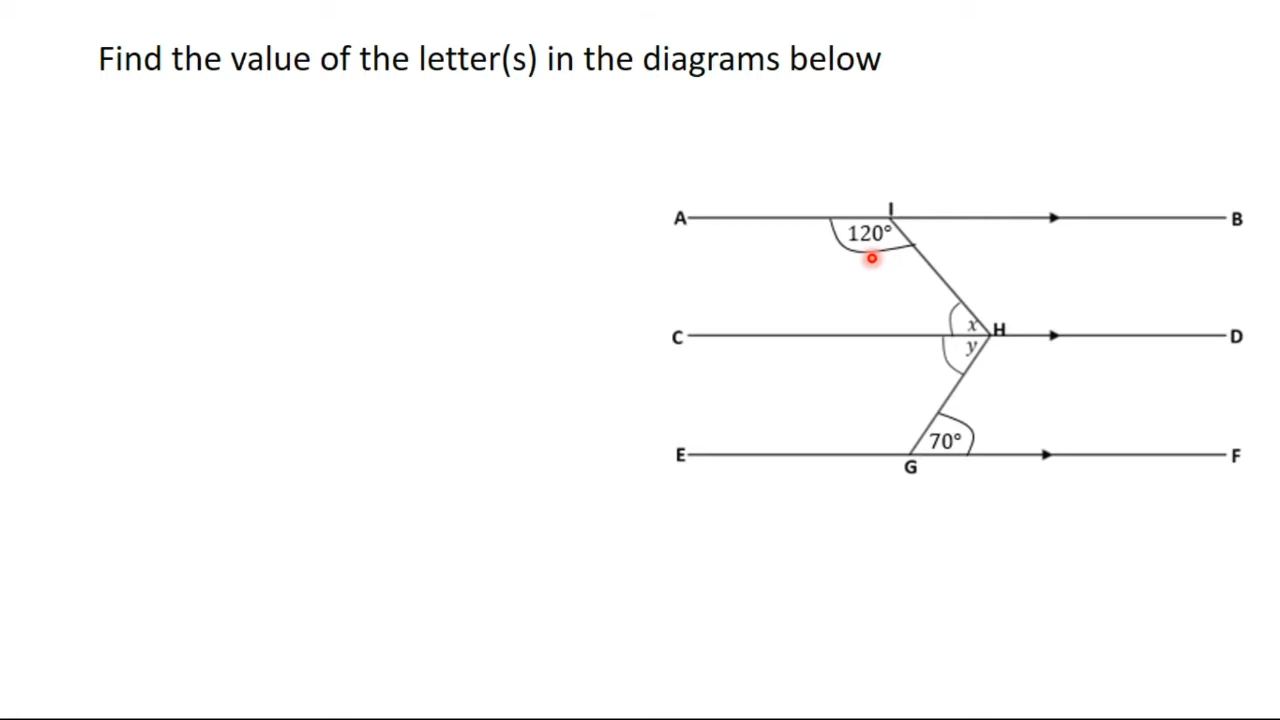 Find the value of the letter(s) in the diagrams below
I
A
B
120°
x
H
C
D
y
70°
E
F
G